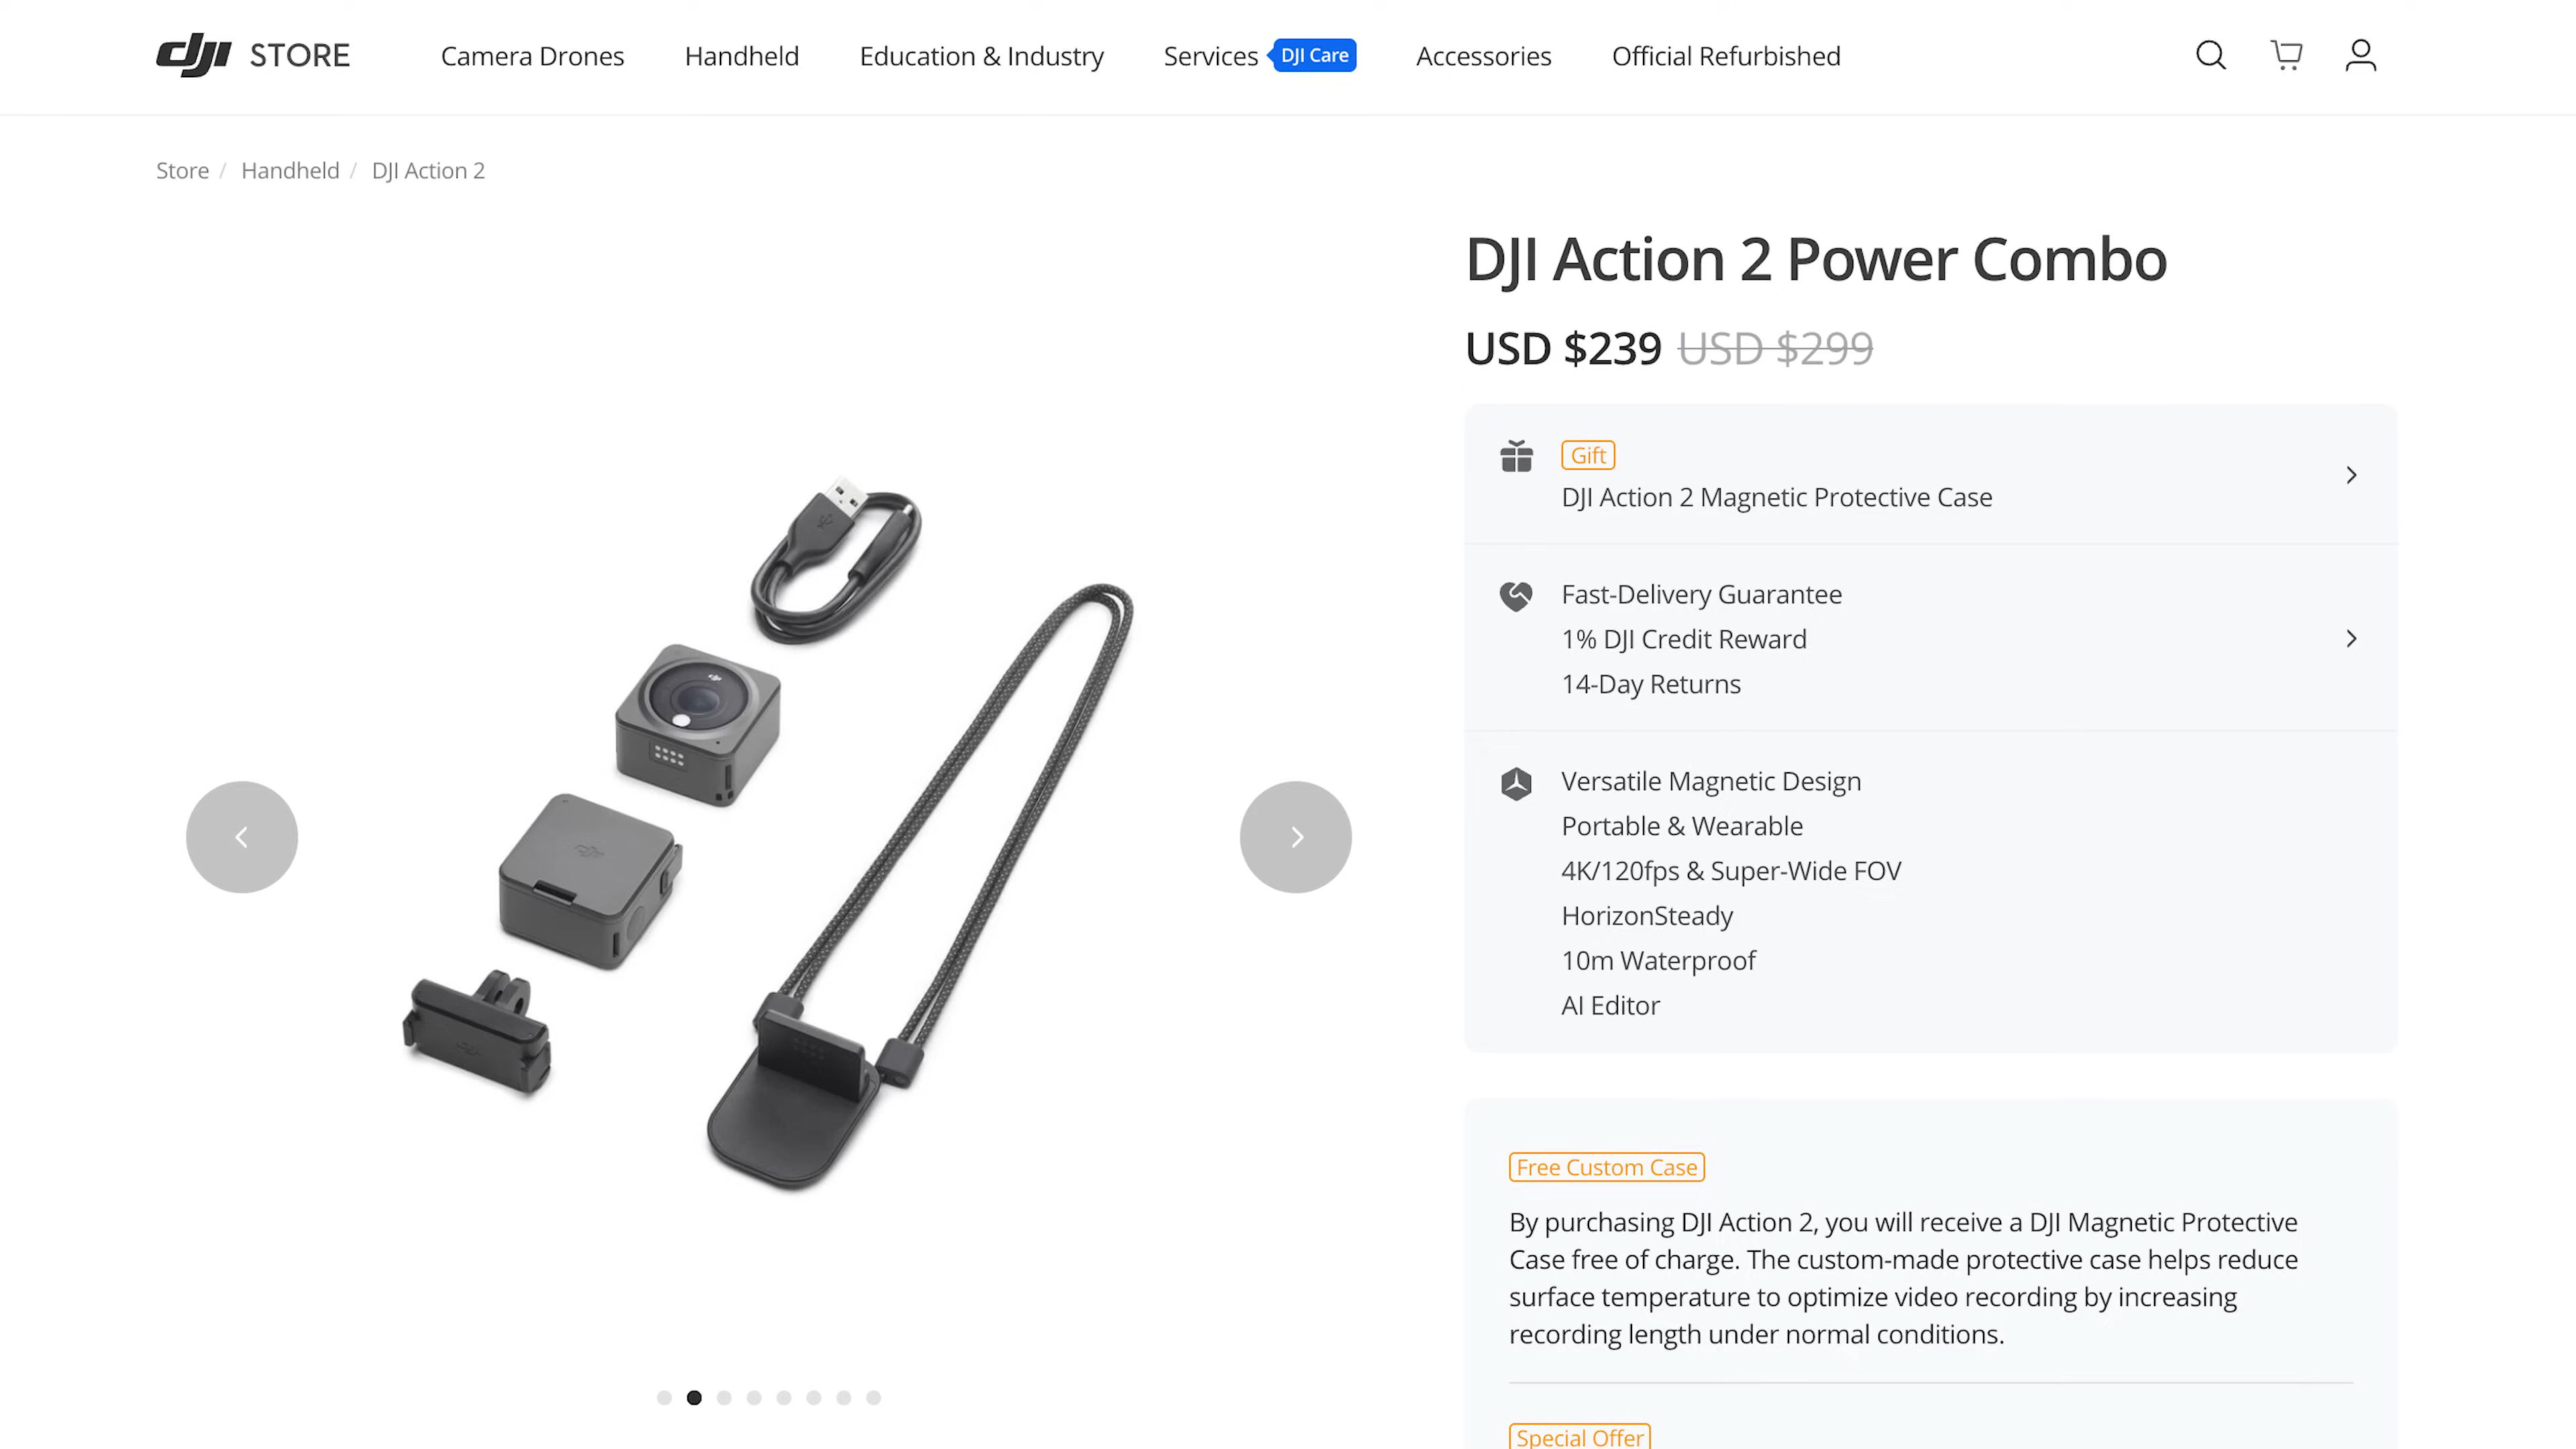 dji STORE
Camera Drones
Handheld
Education & Industry
Services
DJI Care
Accessories
Official Refurbished
Store / Handheld / DJI Action 2
DJI Action 2 Power Combo
USD $239 USD $299
Gift
DJI Action 2 Magnetic Protective Case
Fast-Delivery Guarantee
1% DJI Credit Reward
14-Day Returns
Versatile Magnetic Design
Portable & Wearable
4K/120fps & Super-Wide FOV
HorizonSteady
10m Waterproof
AI Editor
Free Custom Case
By purchasing DJI Action 2, you will receive a DJI Magnetic Protective
Case free of charge. The custom-made protective case helps reduce
surface temperature to optimize video recording by increasing
recording length under normal conditions.
Special Offer